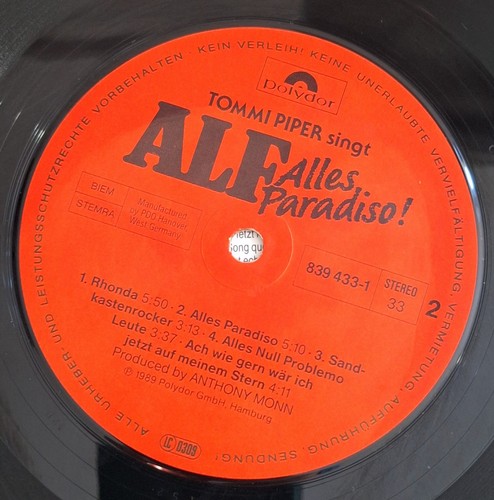 ALLE URHEBER- UND LEISTUNGSSCHUTZRECHTE VORBEHALTEN · KEIN VERLEIH! KEINE UNERLAUBTE VERVIELFÄLTIGUNG, VERMIETUNG, AUFFÜHRUNG, SENDUNG!
polydor
TOMMI PIPER singt
ALF
Alles
Paradiso!
BIEM
STEMRA
Manufactured
by PDO Hanover,
West Germany
Jetzt
Song
839 433-1
STEREO
33
2
1. Rhonda 5:50 · 2. Alles Paradiso 5:10 · 3. Sand-
kastenrocker 3:13 · 4. Alles Null Problemo
Leute 3:37 · Ach wie gern wär ich
jetzt auf meinem Stern 4:11
Produced by ANTHONY MONN
℗ 1989 Polydor GmbH, Hamburg
LC 0309